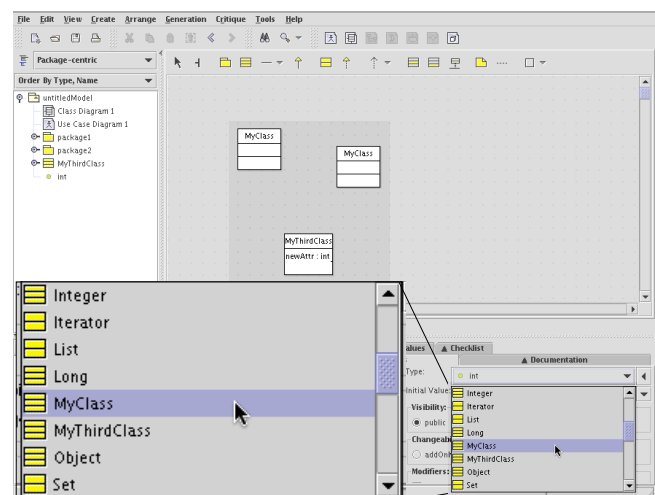 File Edit View Create Arrange Generation Critique Tools Help
Package-centric
Order By Type, Name
untitledModel
Class Diagram 1
Use Case Diagram 1
package1
package2
MyThirdClass
int
MyClass
MyClass
MyThirdClass
newAttr : int
Integer
Iterator
List
Long
MyClass
MyThirdClass
Object
Set
alues ▲ Checklist
▲ Documentation
Type:
int
Initial Value:
Visibility:
public
Changeab
addOnl
Modifiers:
Integer
Iterator
List
Long
MyClass
MyThirdClass
Object
Set